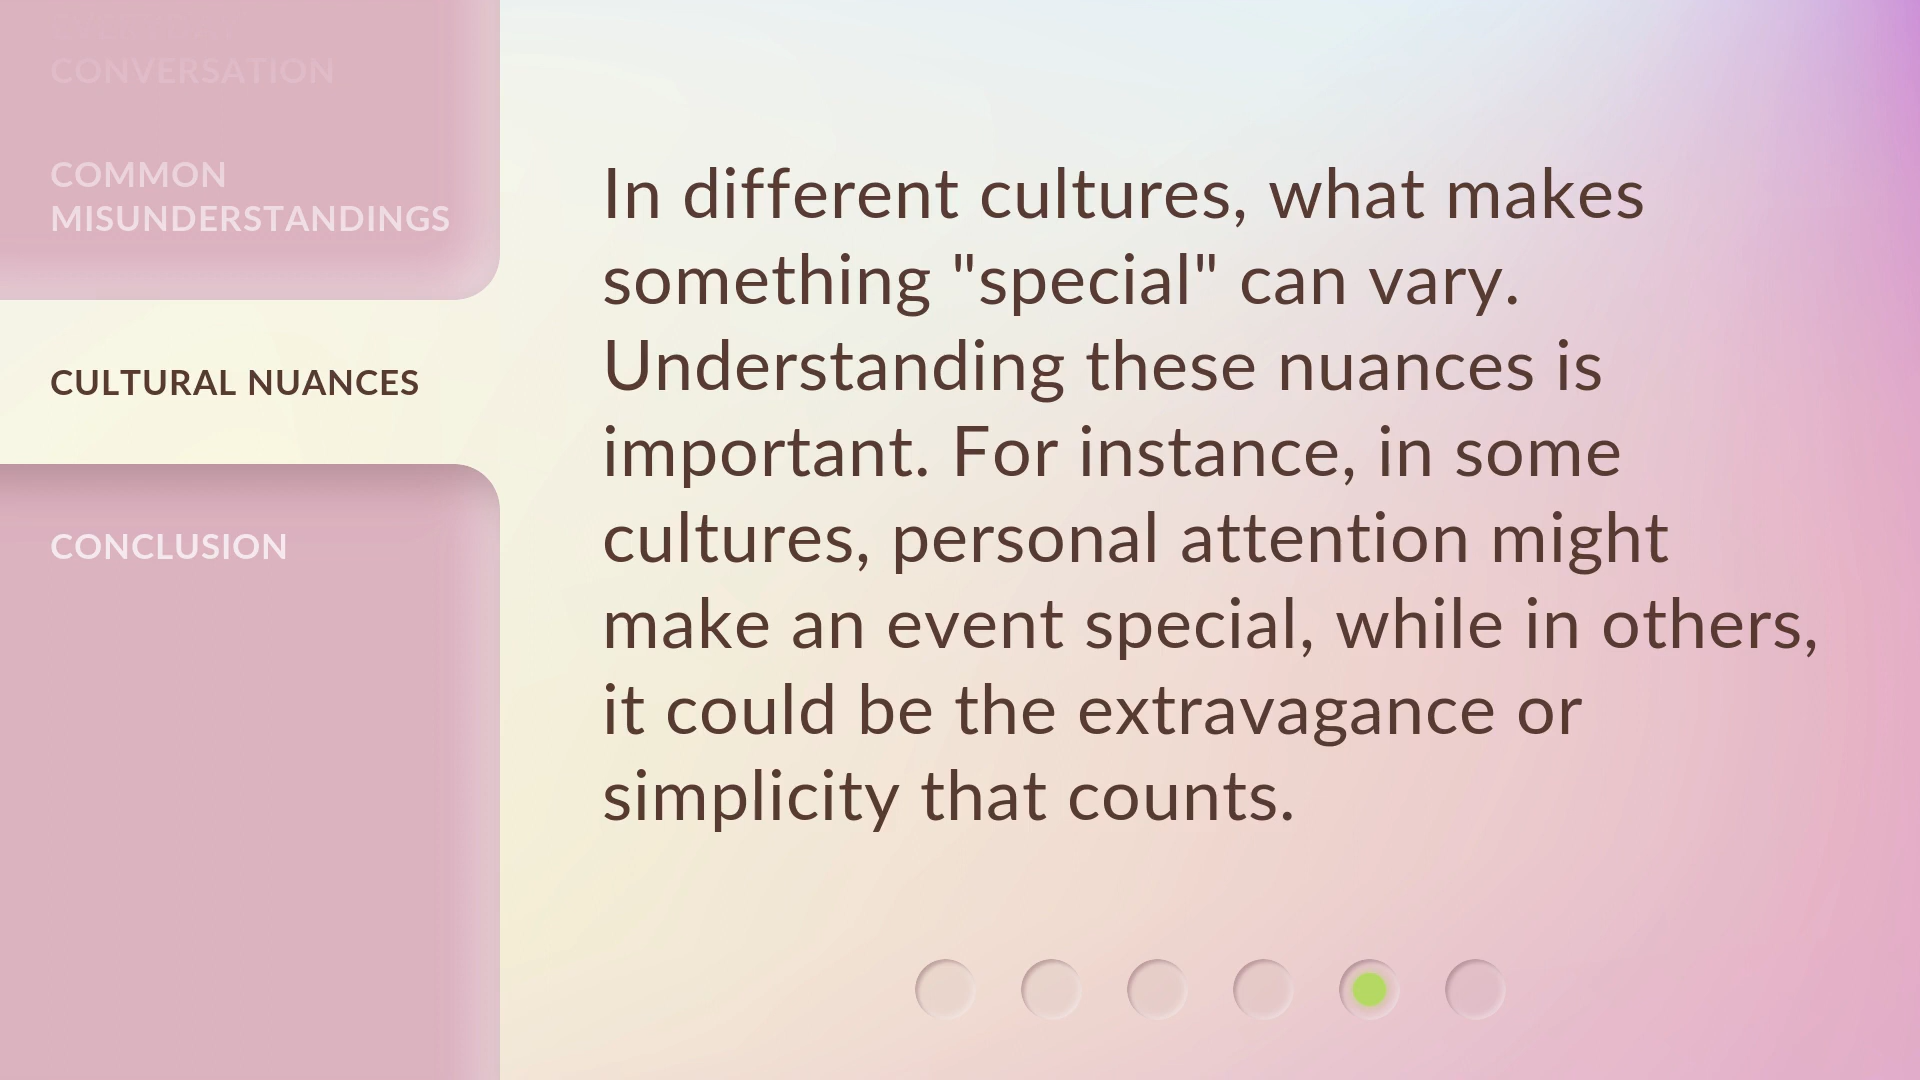 EVERYDAY
CONVERSATION
COMMON
MISUNDERSTANDINGS
CULTURAL NUANCES
CONCLUSION
In different cultures, what makes
something "special" can vary.
Understanding these nuances is
important. For instance, in some
cultures, personal attention might
make an event special, while in others,
it could be the extravagance or
simplicity that counts.